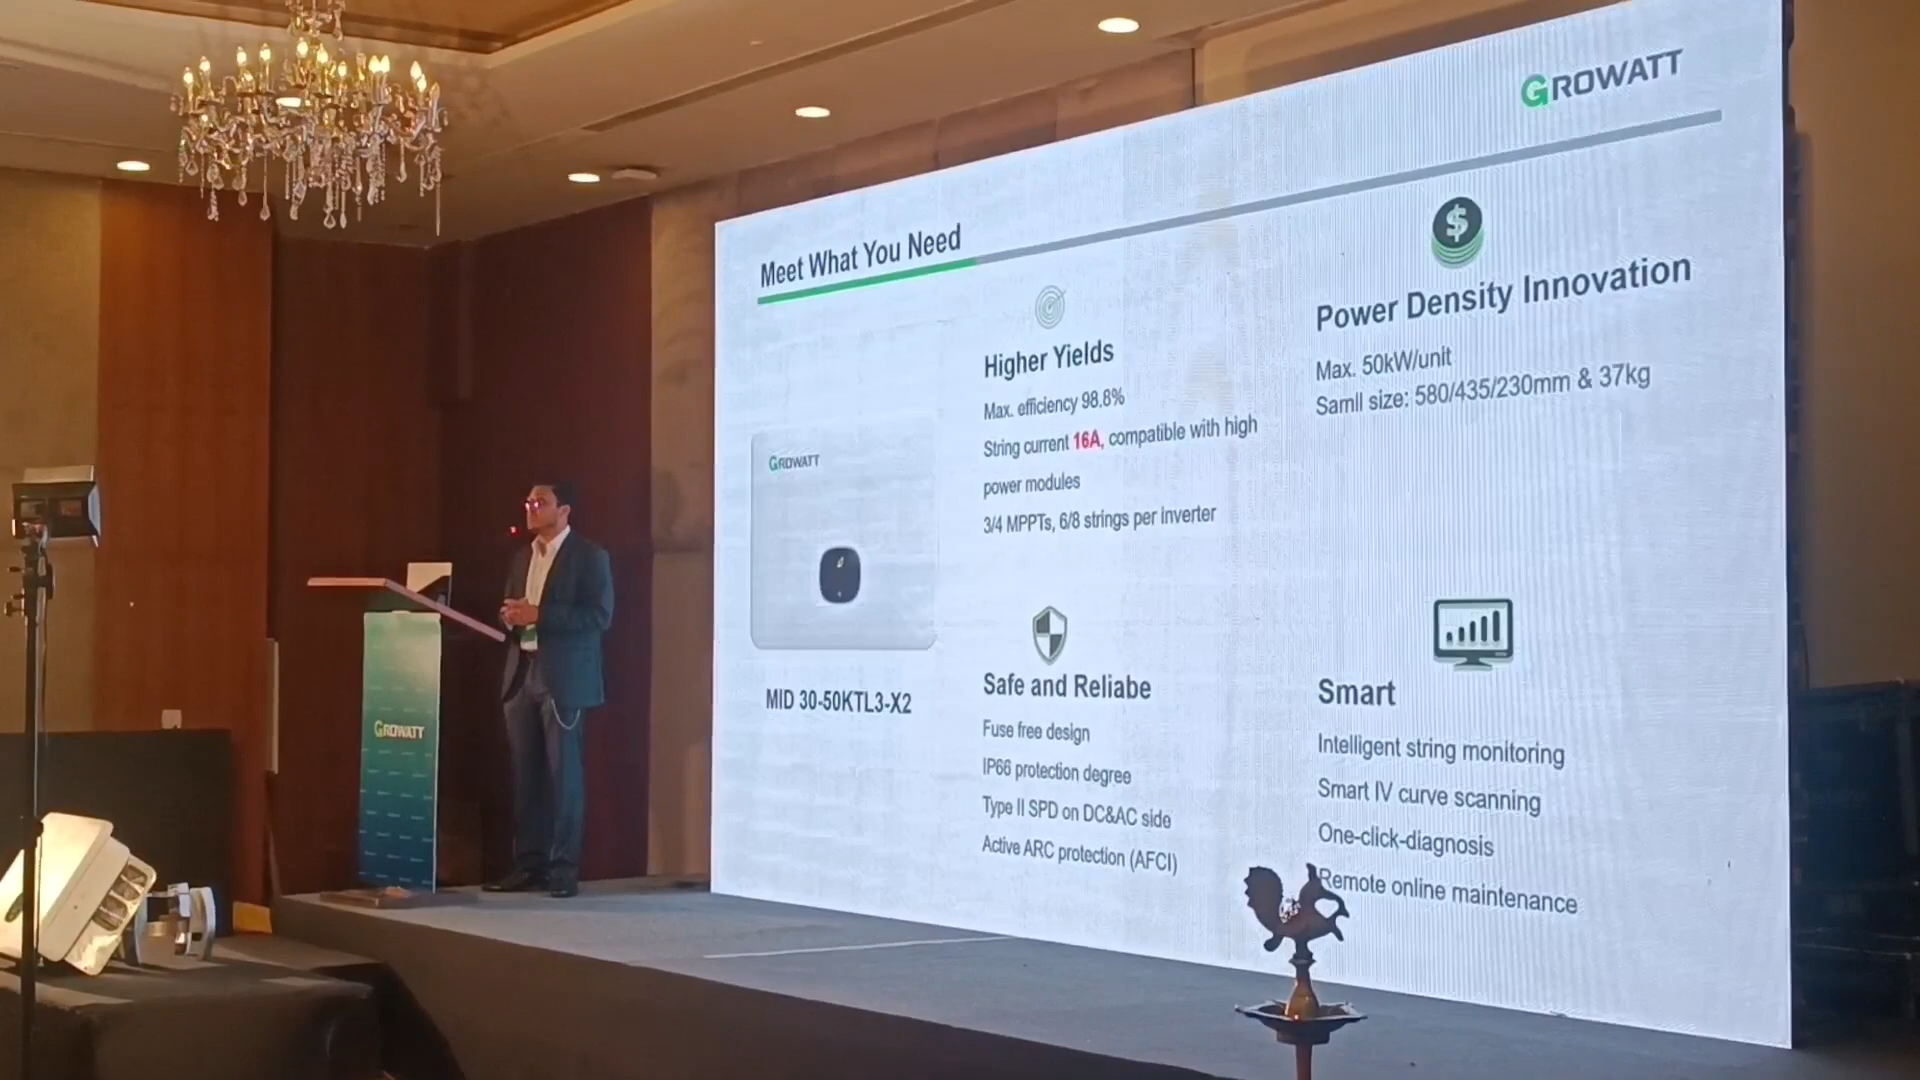 GROWATT
Meet What You Need
Higher Yields
Max. efficiency 98.8%
String current 16A, compatible with high
power modules
3/4 MPPTs, 6/8 strings per inverter
Power Density Innovation
Max. 50kW/unit
Samll size: 580/435/230mm & 37kg
GROWATT
MID 30-50KTL3-X2
Safe and Reliabe
Fuse free design
IP66 protection degree
Type II SPD on DC&AC side
Active ARC protection (AFCI)
Smart
Intelligent string monitoring
Smart IV curve scanning
One-click-diagnosis
Remote online maintenance
GROWATT